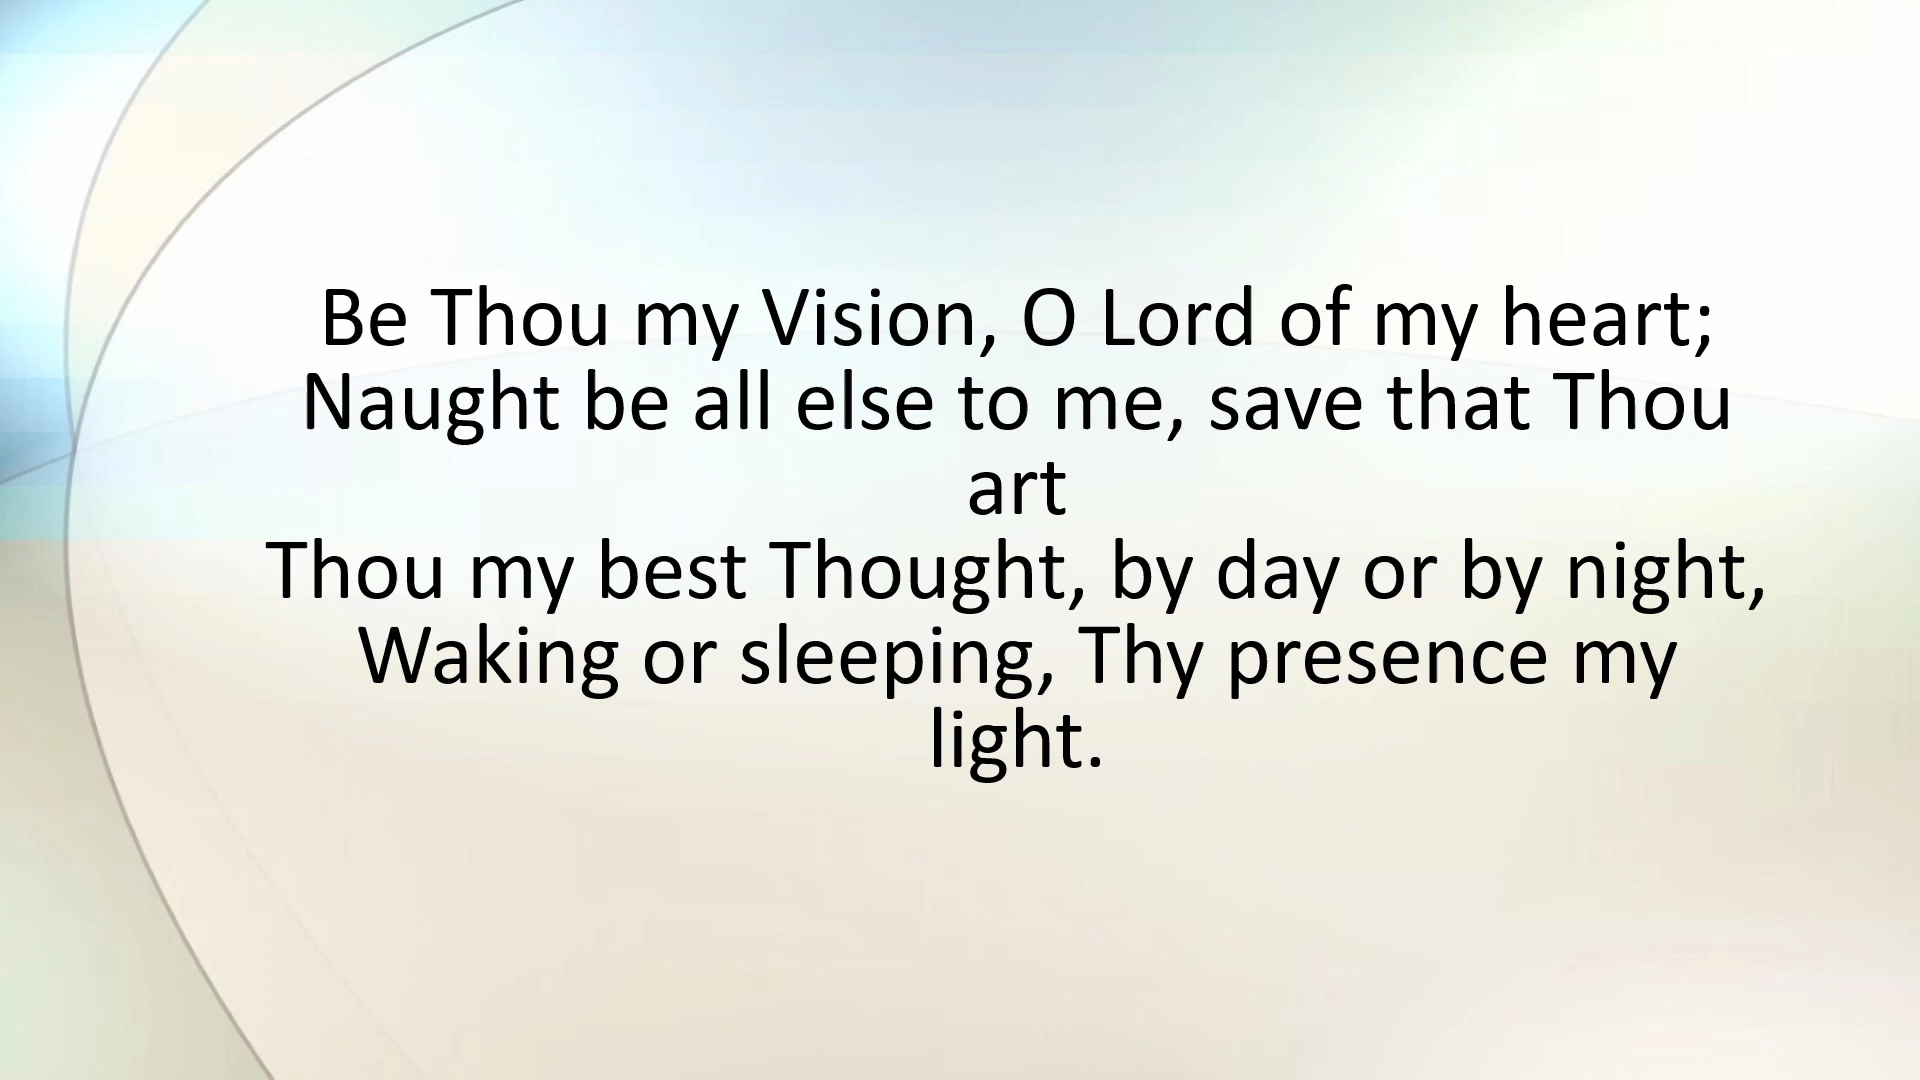 Be Thou my Vision, O Lord of my heart;
Naught be all else to me, save that Thou
art
Thou my best Thought, by day or by night,
Waking or sleeping, Thy presence my
light.